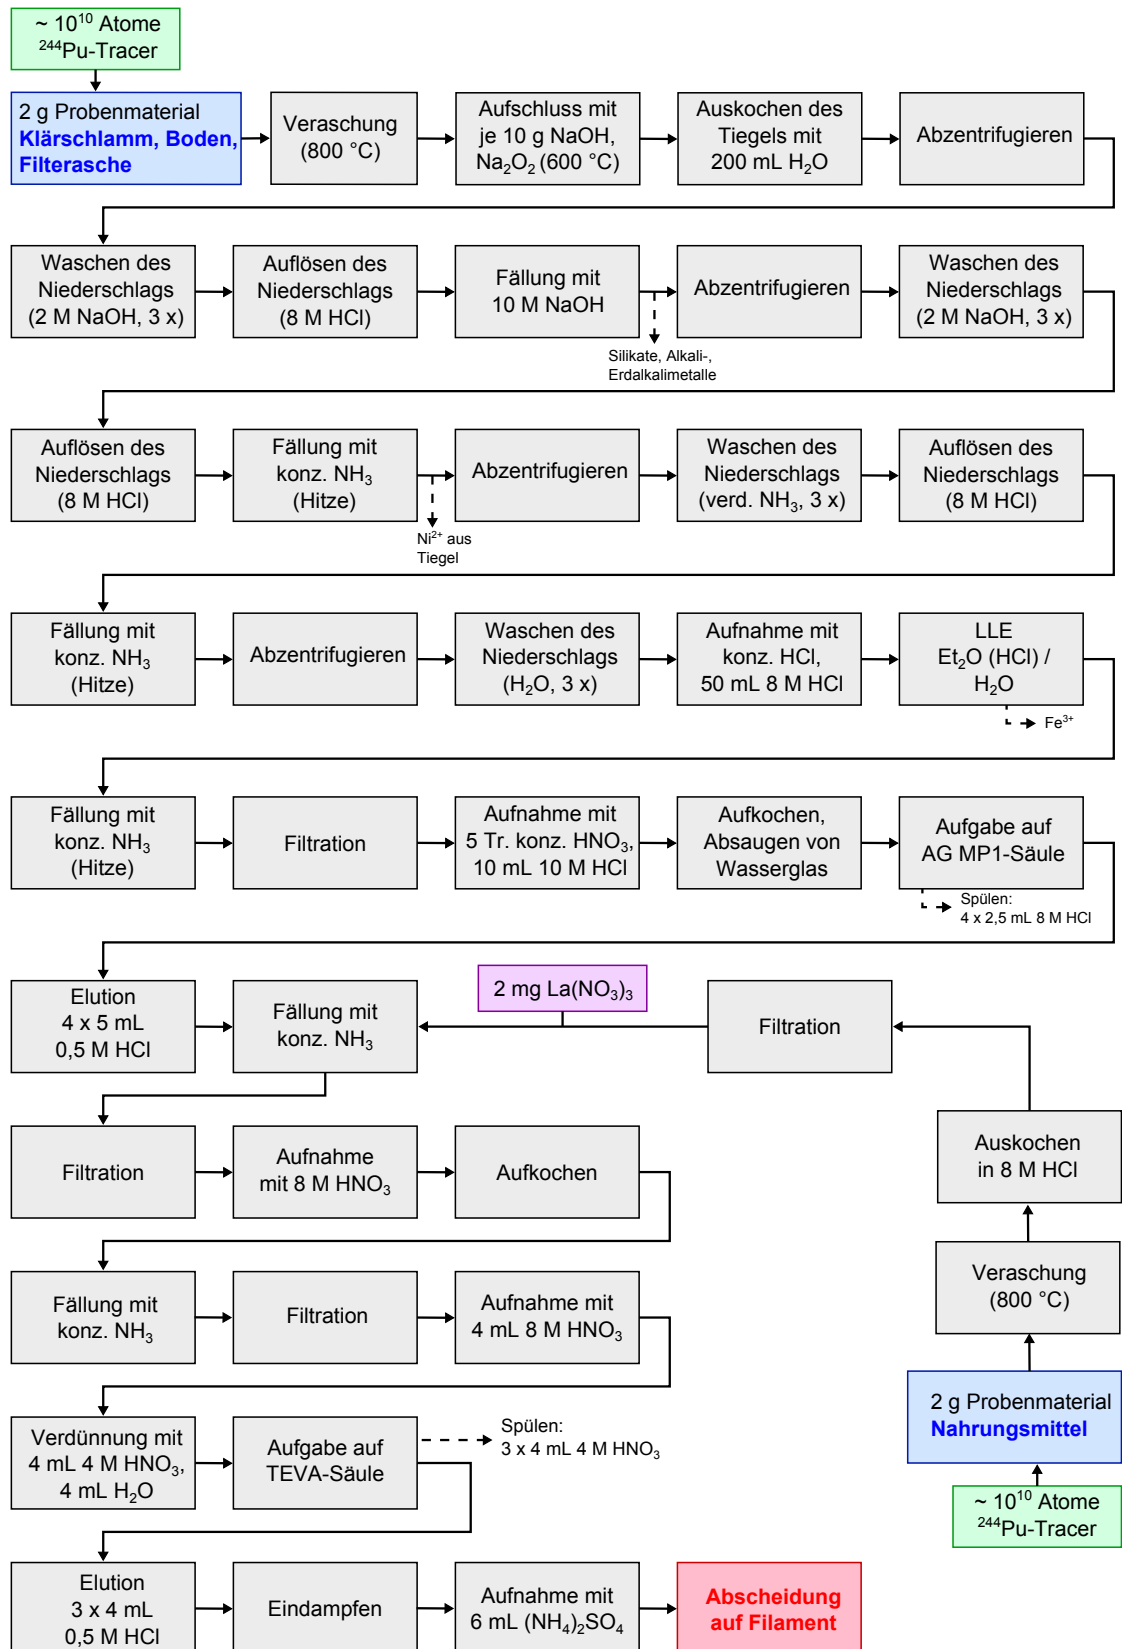 ~ 10¹⁰ Atome
²⁴⁴Pu-Tracer
2 g Probenmaterial
Klärschlamm, Boden,
Filterasche
Veraschung
(800 °C)
Aufschluss mit
je 10 g NaOH,
Na₂O₂ (600 °C)
Auskochen des
Tiegels mit
200 mL H₂O
Abzentrifugieren
Waschen des
Niederschlags
(2 M NaOH, 3 x)
Auflösen des
Niederschlags
(8 M HCl)
Fällung mit
10 M NaOH
Silikate, Alkali-,
Erdalkalimetalle
Abzentrifugieren
Waschen des
Niederschlags
(2 M NaOH, 3 x)
Auflösen des
Niederschlags
(8 M HCl)
Fällung mit
konz. NH₃
(Hitze)
Ni²⁺ aus
Tiegel
Abzentrifugieren
Waschen des
Niederschlags
(verd. NH₃, 3 x)
Auflösen des
Niederschlags
(8 M HCl)
Fällung mit
konz. NH₃
(Hitze)
Abzentrifugieren
Waschen des
Niederschlags
(H₂O, 3 x)
Aufnahme mit
konz. HCl,
50 mL 8 M HCl
LLE
Et₂O (HCl) /
H₂O
Fe³⁺
Fällung mit
konz. NH₃
(Hitze)
Filtration
Aufnahme mit
5 Tr. konz. HNO₃,
10 mL 10 M HCl
Aufkochen,
Absaugen von
Wasserglas
Aufgabe auf
AG MP1-Säule
Spülen:
4 x 2,5 mL 8 M HCl
Elution
4 x 5 mL
0,5 M HCl
Fällung mit
konz. NH₃
2 mg La(NO₃)₃
Filtration
Filtration
Aufnahme
mit 8 M HNO₃
Aufkochen
Auskochen
in 8 M HCl
Fällung mit
konz. NH₃
Filtration
Aufnahme mit
4 mL 8 M HNO₃
Veraschung
(800 °C)
Verdünnung mit
4 mL 4 M HNO₃,
4 mL H₂O
Aufgabe auf
TEVA-Säule
Spülen:
3 x 4 mL 4 M HNO₃
2 g Probenmaterial
Nahrungsmittel
~ 10¹⁰ Atome
²⁴⁴Pu-Tracer
Elution
3 x 4 mL
0,5 M HCl
Eindampfen
Aufnahme mit
6 mL (NH₄)₂SO₄
Abscheidung
auf Filament